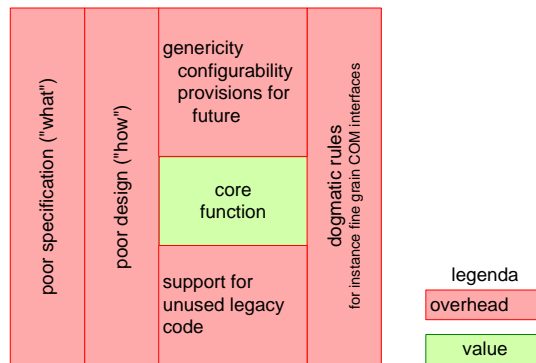 poor specification ("what")
poor design ("how")
genericity
configurability
provisions for
future
core
function
support for
unused legacy
code
dogmatic rules
for instance fine grain COM interfaces
legenda
overhead
value